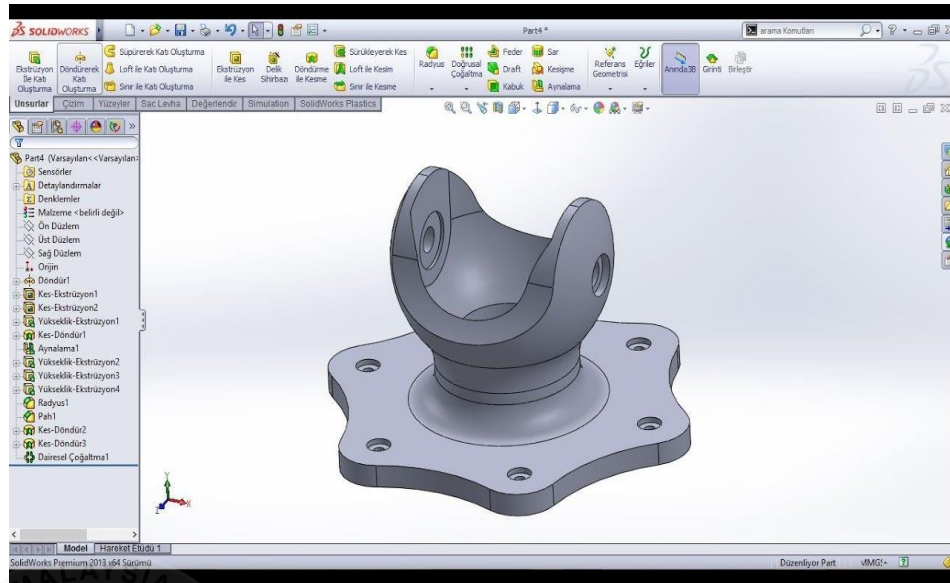 SOLIDWORKS
Part4 *
arama Komutları
Ekstrüzyon İle Katı Oluşturma
Döndürerek Katı Oluşturma
Süpürerek Katı Oluşturma
Loft ile Katı Oluşturma
Sınır ile Katı Oluşturma
Ekstrüzyon ile Kes
Delik Sihirbazı
Döndürme ile Kesme
Sürükleyerek Kes
Loft ile Kesim
Sınır ile Kesme
Radyus
Doğrusal Çoğaltma
Feder
Draft
Kabuk
Sar
Kesişme
Aynalama
Referans Geometrisi
Eğriler
Anında3B
Girinti
Birleştir
Unsurlar
Çizim
Yüzeyler
Sac Levha
Değerlendir
Simulation
SolidWorks Plastics
Part4 (Varsayılan<<Varsayılan>
Sensörler
Detaylandırmalar
Denklemler
Malzeme <belirli değil>
Ön Düzlem
Üst Düzlem
Sağ Düzlem
Orijin
Döndür1
Kes-Ekstrüzyon1
Kes-Ekstrüzyon2
Yükseklik-Ekstrüzyon1
Kes-Döndür1
Aynalama1
Yükseklik-Ekstrüzyon2
Yükseklik-Ekstrüzyon3
Yükseklik-Ekstrüzyon4
Radyus1
Pah1
Kes-Döndür2
Kes-Döndür3
Dairesel Çoğaltma1
Y
X
Z
Model
Hareket Etüdü 1
SolidWorks Premium 2013 x64 Sürümü
Düzenliyor Part
MALAYSIA